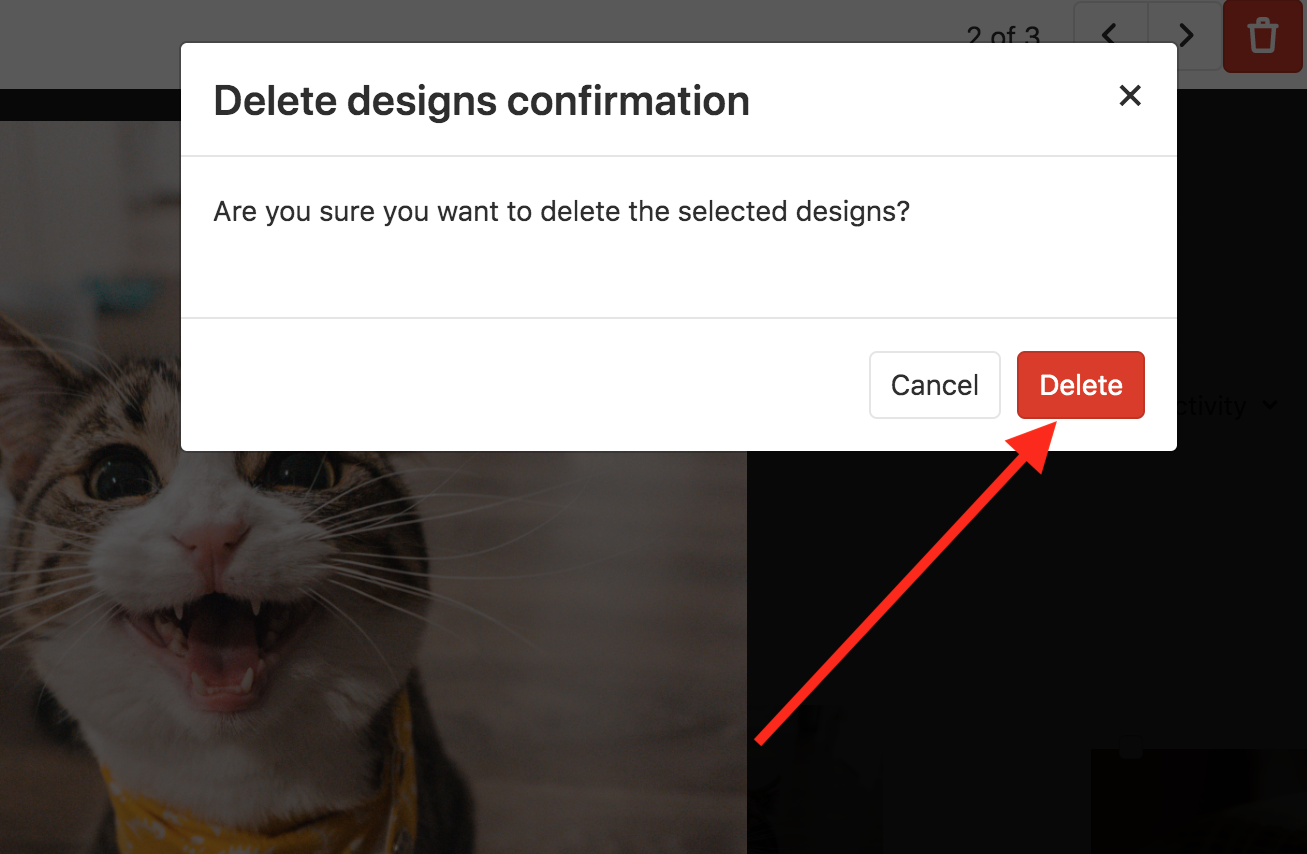 2 of 3
Delete designs confirmation
Are you sure you want to delete the selected designs?
Cancel
Delete
ctivity